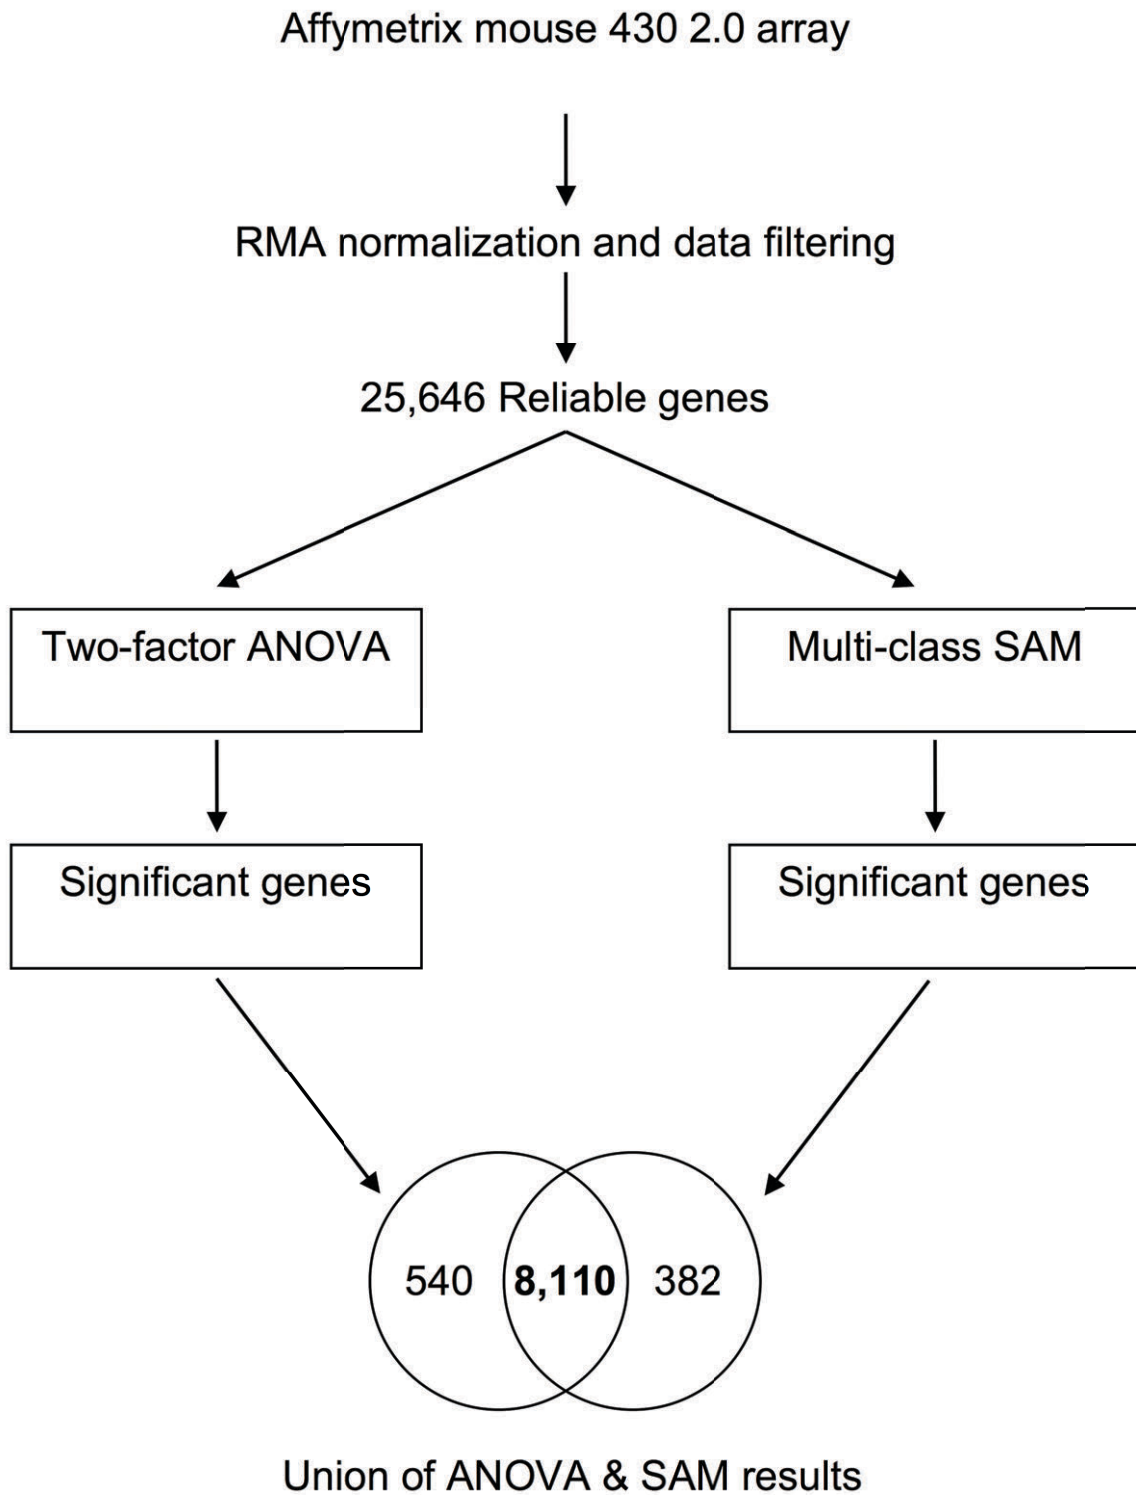 Affymetrix mouse 430 2.0 array
RMA normalization and data filtering
25,646 Reliable genes
Two-factor ANOVA
Multi-class SAM
Significant genes
Significant genes
540
8,110
382
Union of ANOVA & SAM results